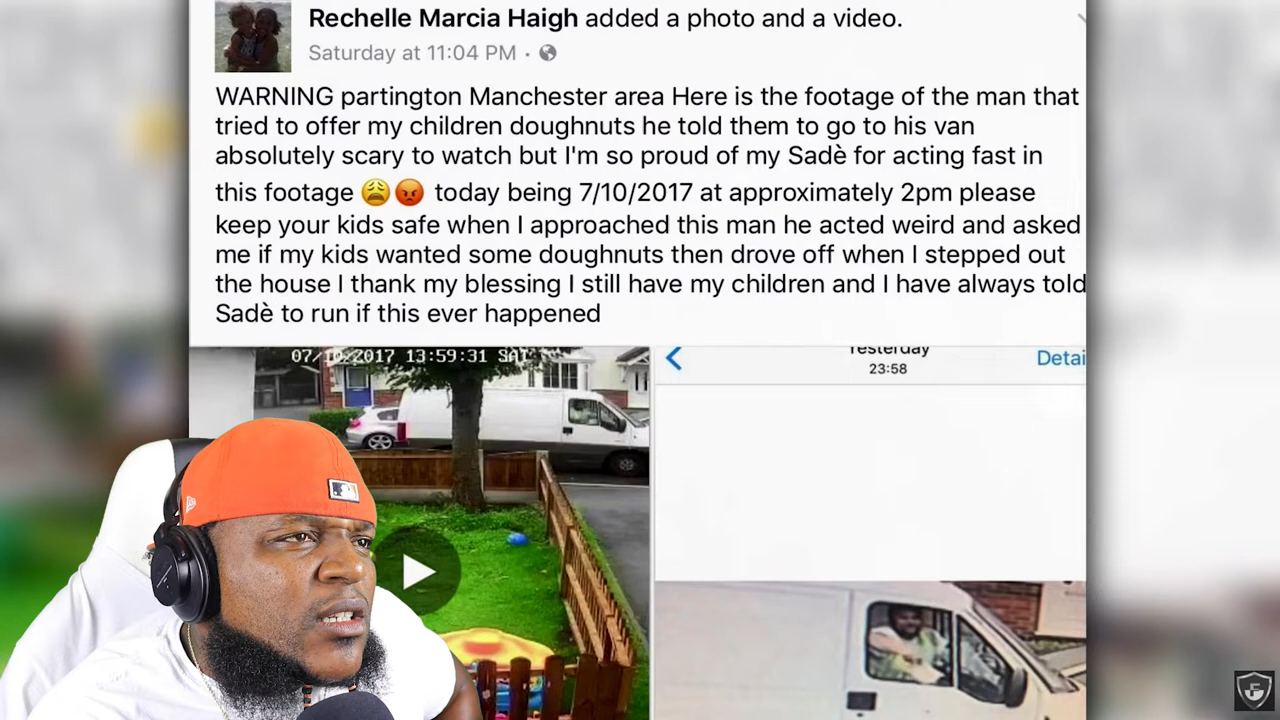 Rechelle Marcia Haigh added a photo and a video.
Saturday at 11:04 PM ·
WARNING partington Manchester area Here is the footage of the man that
tried to offer my children doughnuts he told them to go to his van
absolutely scary to watch but I'm so proud of my Sadè for acting fast in
this footage 😩😡 today being 7/10/2017 at approximately 2pm please
keep your kids safe when I approached this man he acted weird and asked
me if my kids wanted some doughnuts then drove off when I stepped out
the house I thank my blessing I still have my children and I have always told
Sadè to run if this ever happened
07/10/2017 13:59:31 SAT
Yesterday
23:58
Detai